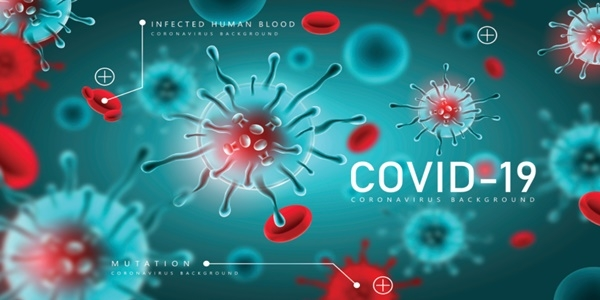 INFECTED HUMAN BLOOD
CORONAVIRUS BACKGROUND
COVID-19
CORONAVIRUS BACKGROUND
MUTATION
CORONAVIRUS BACKGROUND